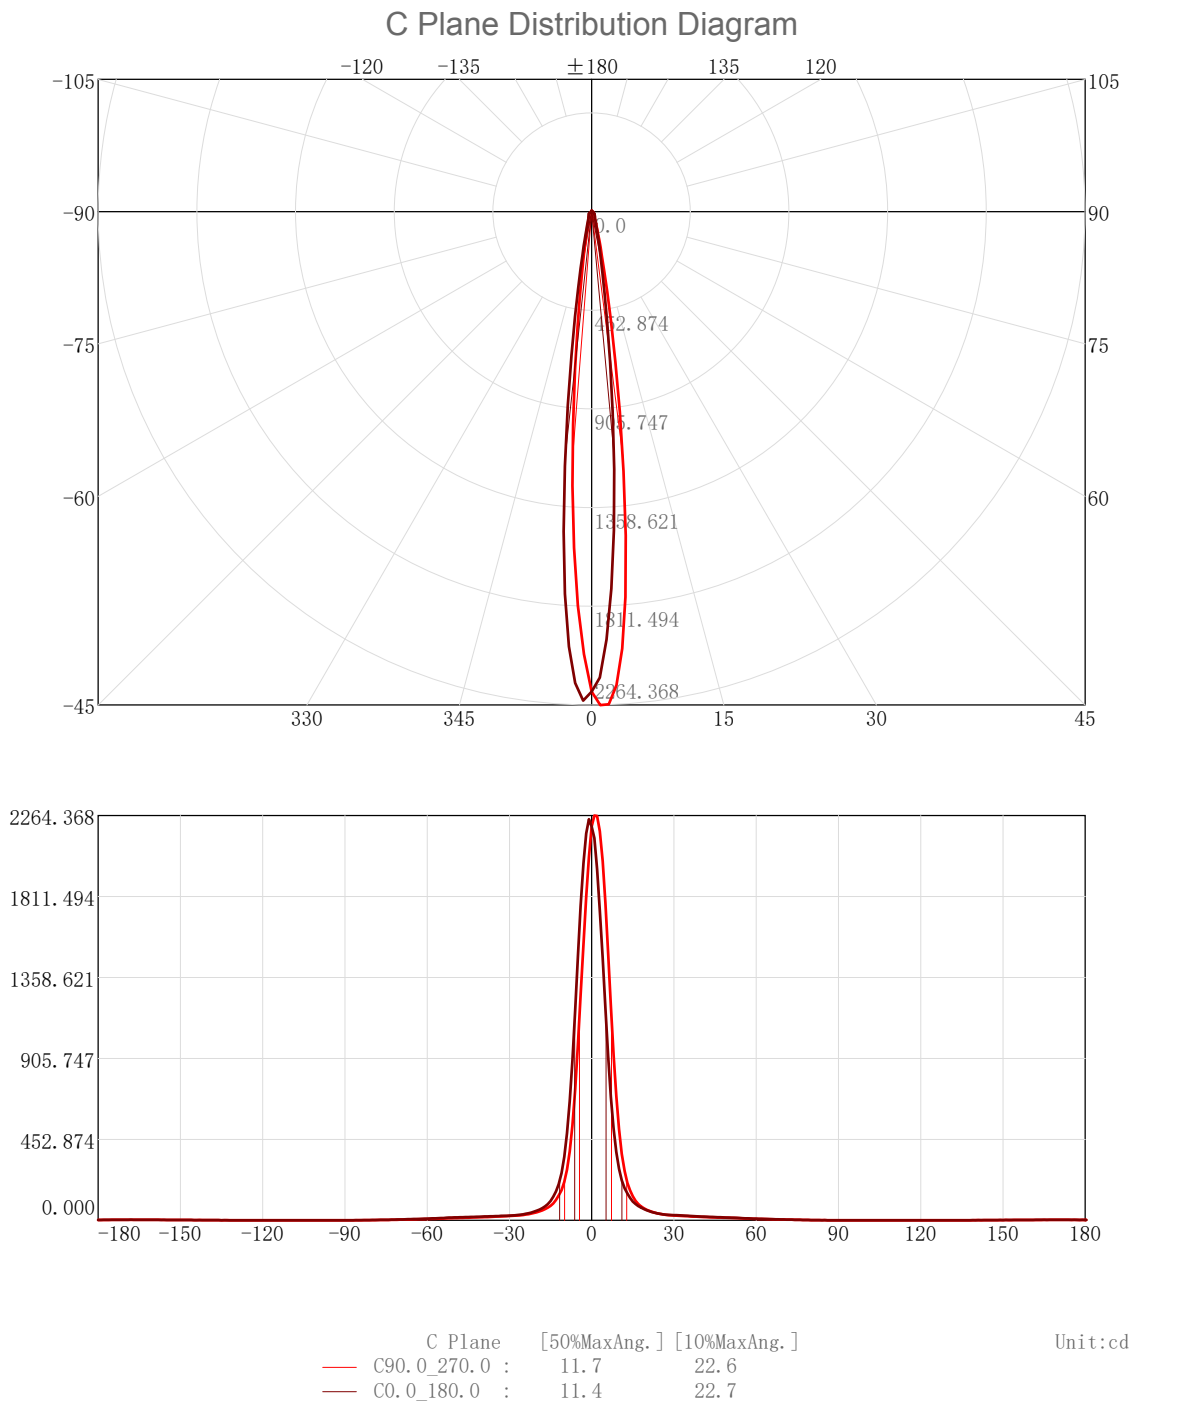 C Plane Distribution Diagram
-120 -135 ±180 135 120
-105 105
-90 90
0.0
452.874
-75 75
905.747
-60 60
1358.621
1811.494
2264.368
-45 330 345 0 15 30 45
2264.368
1811.494
1358.621
905.747
452.874
0.000
-180 -150 -120 -90 -60 -30 0 30 60 90 120 150 180
C Plane [50%MaxAng.] [10%MaxAng.] Unit:cd
C90.0_270.0 : 11.7 22.6
C0.0_180.0 : 11.4 22.7